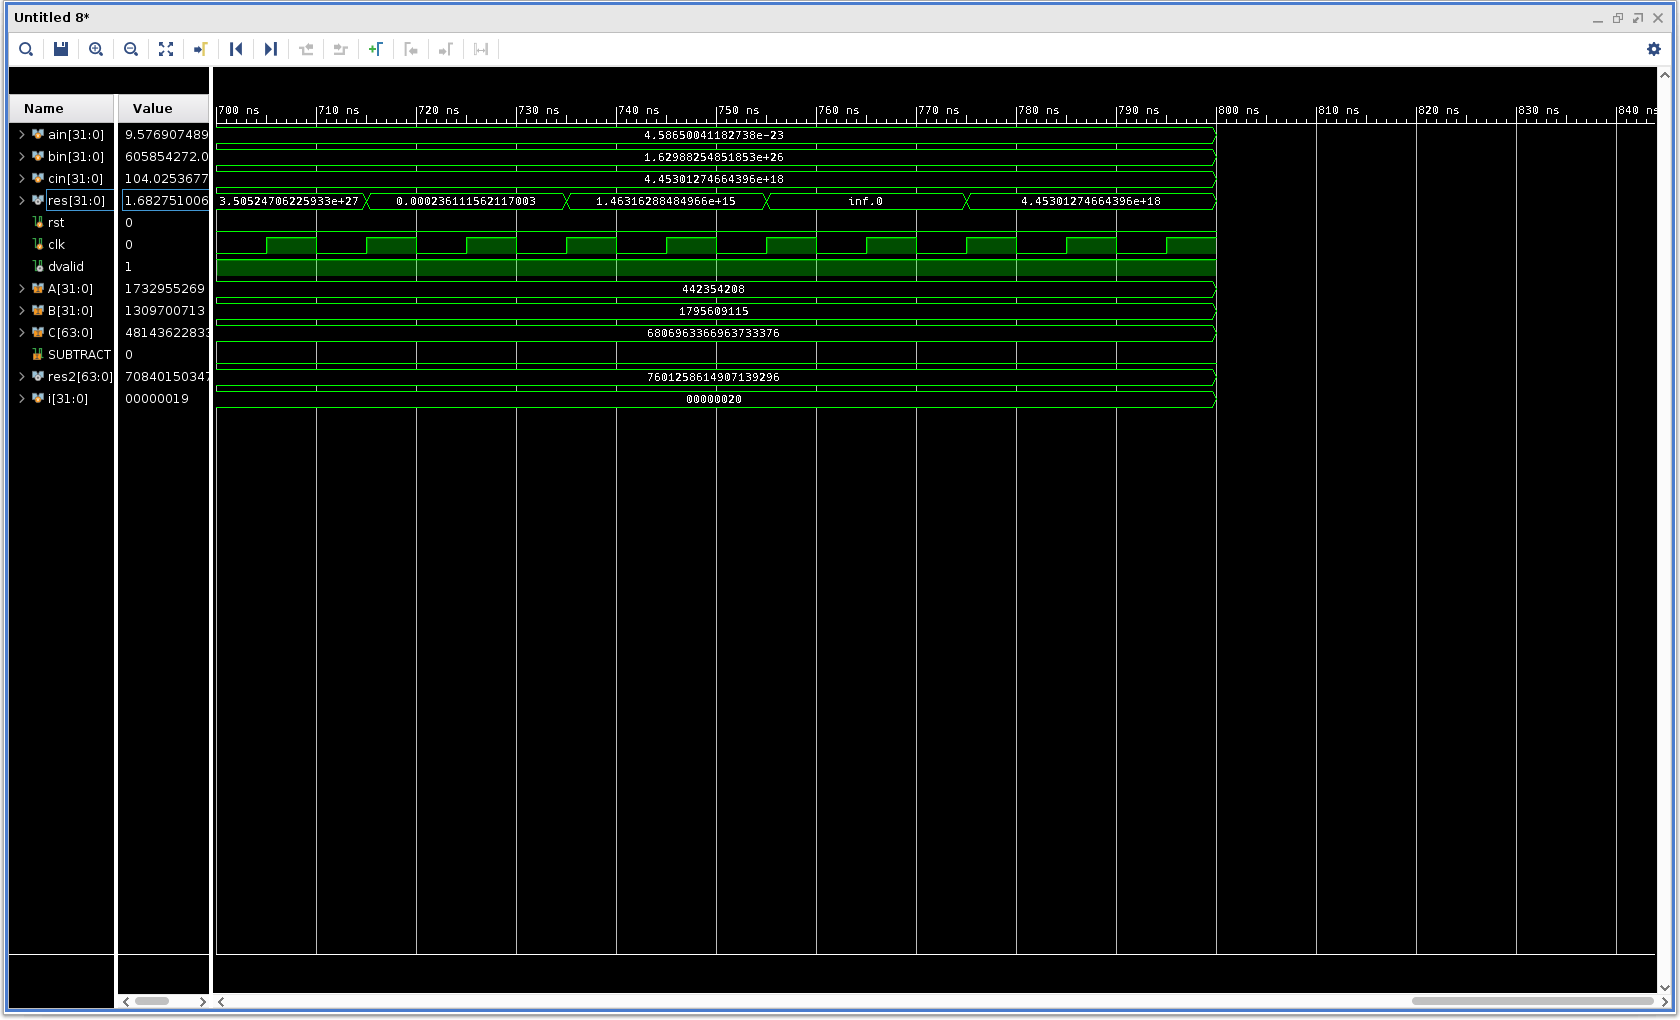 Untitled 8*
Name Value 700 ns 710 ns 720 ns 730 ns 740 ns 750 ns 760 ns 770 ns 780 ns 790 ns 800 ns 810 ns 820 ns 830 ns 840 ns
ain[31:0] 9.576907489 4.58650041182738e-23
bin[31:0] 605854272.0 1.62988254851853e+26
cin[31:0] 104.0253677 4.45301274664396e+18
res[31:0] 1.682751006 3.50524706225933e+27 0.000236111562117003 1.46316288484966e+15 inf.0 4.45301274664396e+18
rst 0
clk 0
dvalid 1
A[31:0] 1732955269 442354208
B[31:0] 1309700713 1795609115
C[63:0] 48143622833 6806963366963733376
SUBTRACT 0
res2[63:0] 70840150347 7601258614907139296
i[31:0] 00000019 00000020